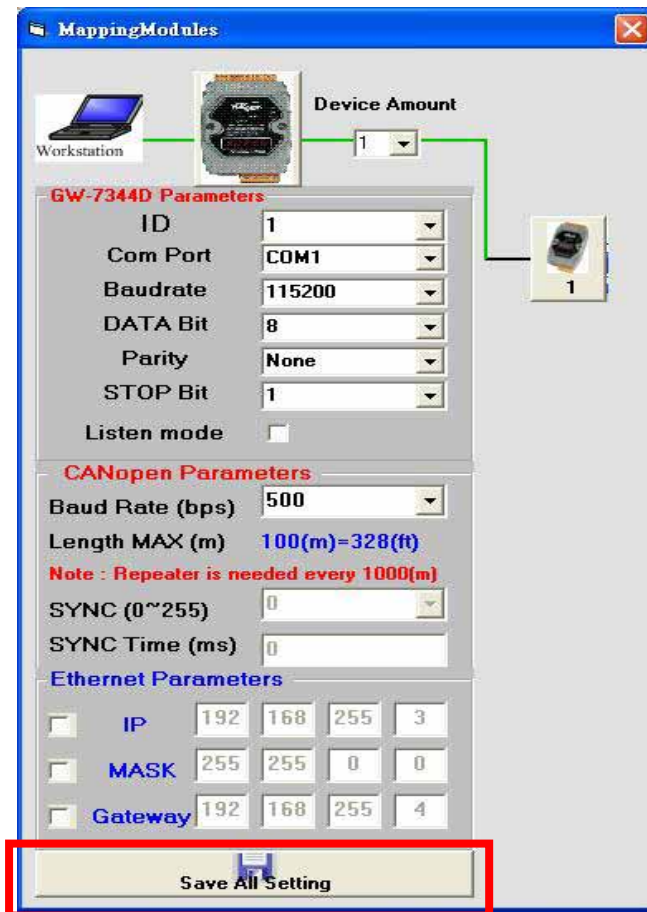 MappingModules
Device Amount
Workstation
1
GW-7344D Parameters
ID 1
Com Port COM1
1
Baudrate 115200
DATA Bit 8
Parity None
STOP Bit 1
Listen mode
CANopen Parameters
Baud Rate (bps) 500
Length MAX (m) 100(m)=328(ft)
Note : Repeater is needed every 1000(m)
SYNC (0~255) 0
SYNC Time (ms) 0
Ethernet Parameters
IP 192 168 255 3
MASK 255 255 0 0
Gateway 192 168 255 4
Save All Setting